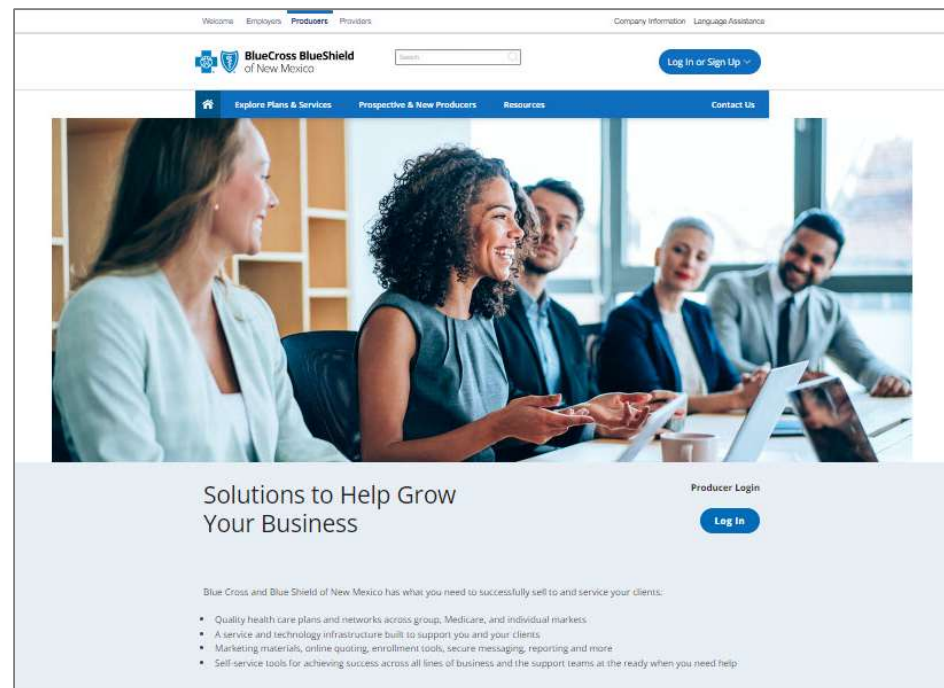 Welcome Employers Producers Providers Company Information Language Assistance
BlueCross BlueShield
of New Mexico
Search
Log In or Sign Up
Explore Plans & Services Prospective & New Producers Resources Contact Us
Solutions to Help Grow
Your Business
Producer Login
Log In
Blue Cross and Blue Shield of New Mexico has what you need to successfully sell to and service your clients:
• Quality health care plans and networks across group, Medicare, and individual markets
• A service and technology infrastructure built to support you and your clients
• Marketing materials, online quoting, enrollment tools, secure messaging, reporting and more
• Self-service tools for achieving success across all lines of business and the support teams at the ready when you need help